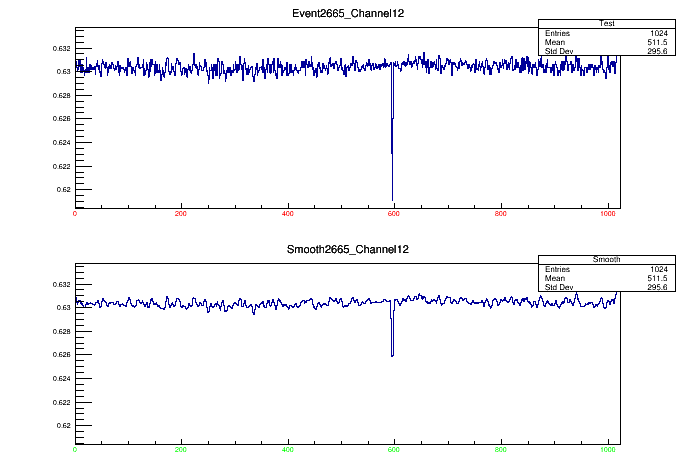 Event2665_Channel12
Test
Entries 1024
Mean 511.5
Std Dev 295.6
0.632
0.63
0.628
0.626
0.624
0.622
0.62
0 200 400 600 800 1000
Smooth2665_Channel12
Smooth
Entries 1024
Mean 511.5
Std Dev 295.6
0.632
0.63
0.628
0.626
0.624
0.622
0.62
0 200 400 600 800 1000